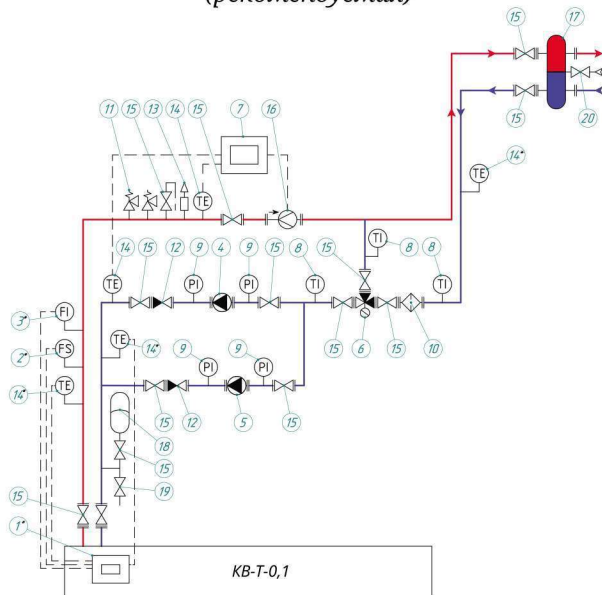 (рекомендуемая)
15 17
11 15 13 14 15 7 16
15 20
TE 14*
TE
TI 8
14 15 12 9 4 9 15 8 15 8
TE PI PI TI TI
3* FI
15 6 15 10
2* FS TE 14*
9 9
PI PI
14* TE
15 12 5 15
18
15
19
15
1*
КВ-Т-0,1